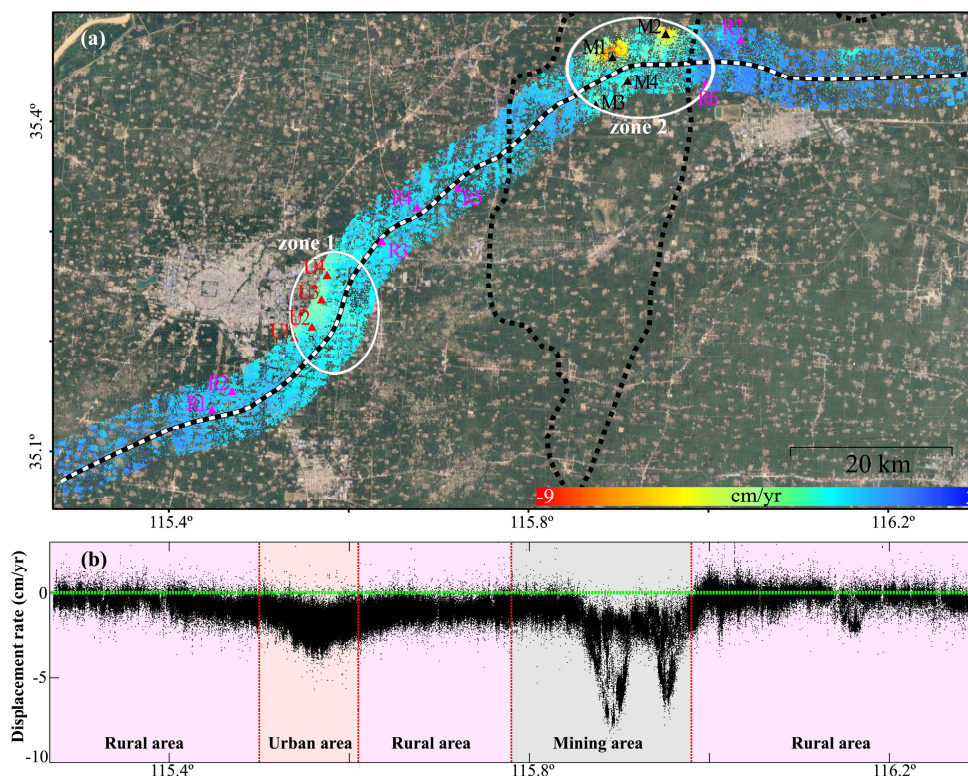 (a)
M2
R7
M1
M4
R6
M3
35.4°
zone 2
R4
R5
zone 1
R3
U4
U3
U2
U1
R2
R1
35.1°
20 km
-9
cm/yr
115.4°
115.8°
116.2°
(b)
Displacement rate (cm/yr)
0
-5
-10
Rural area
Urban area
Rural area
Mining area
Rural area
115.4°
115.8°
116.2°